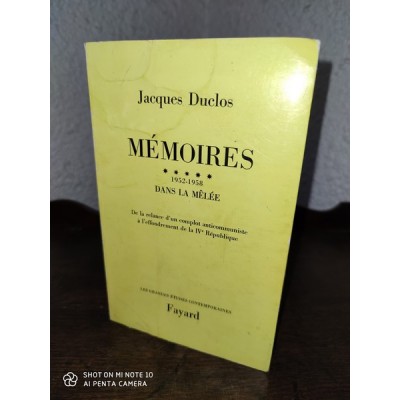 Jacques Duclos
MÉMOIRES
★ ★ ★ ★ ★
1952-1958
DANS LA MÊLÉE
De la relance d'un complot anticommuniste
à l'effondrement de la IVe République
LES GRANDES ÉTUDES CONTEMPORAINES
Fayard
SHOT ON MI NOTE 10
AI PENTA CAMERA